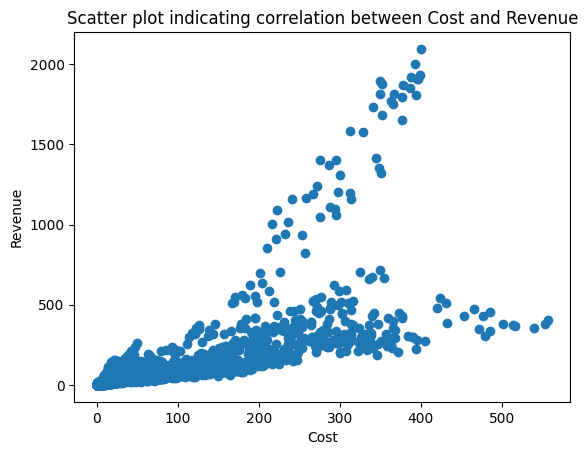 Scatter plot indicating correlation between Cost and Revenue
2000
1500
1000
500
0
Revenue
0 100 200 300 400 500
Cost